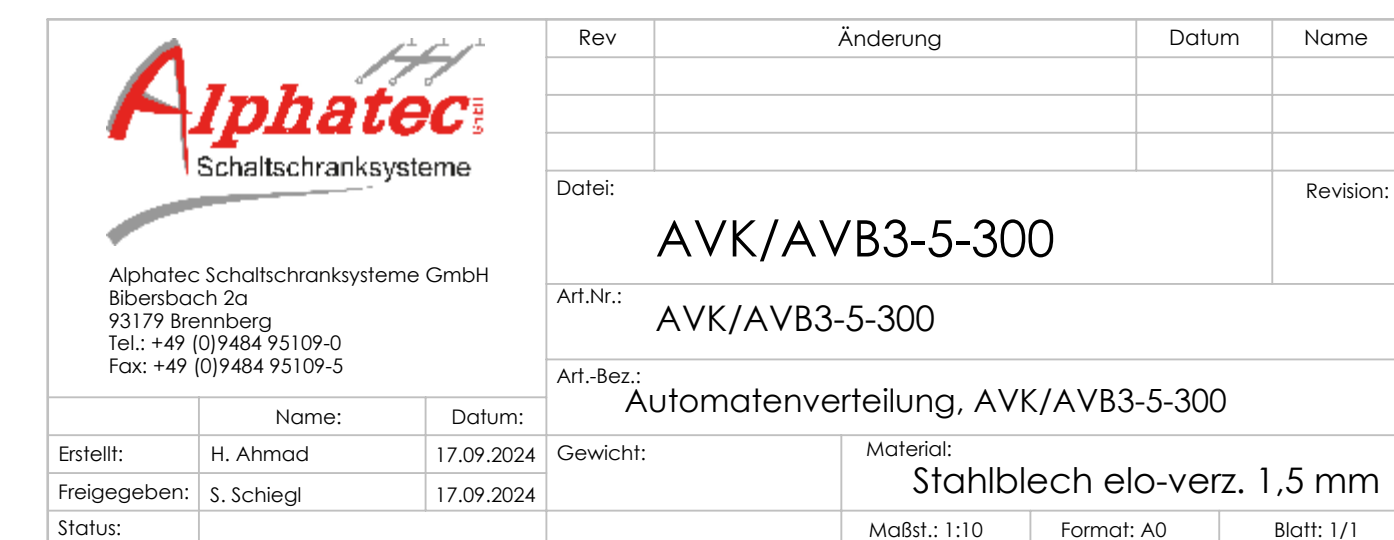 Alphatec GmbH
Schaltschranksysteme
Alphatec Schaltschranksysteme GmbH
Bibersbach 2a
93179 Brennberg
Tel.: +49 (0)9484 95109-0
Fax: +49 (0)9484 95109-5
Name: Datum:
Erstellt: H. Ahmad 17.09.2024
Freigegeben: S. Schiegl 17.09.2024
Status:
Rev Änderung Datum Name
Datei: Revision:
AVK/AVB3-5-300
Art.Nr.:
AVK/AVB3-5-300
Art.-Bez.:
Automatenverteilung, AVK/AVB3-5-300
Gewicht: Material:
Stahlblech elo-verz. 1,5 mm
Maßst.: 1:10 Format: A0 Blatt: 1/1